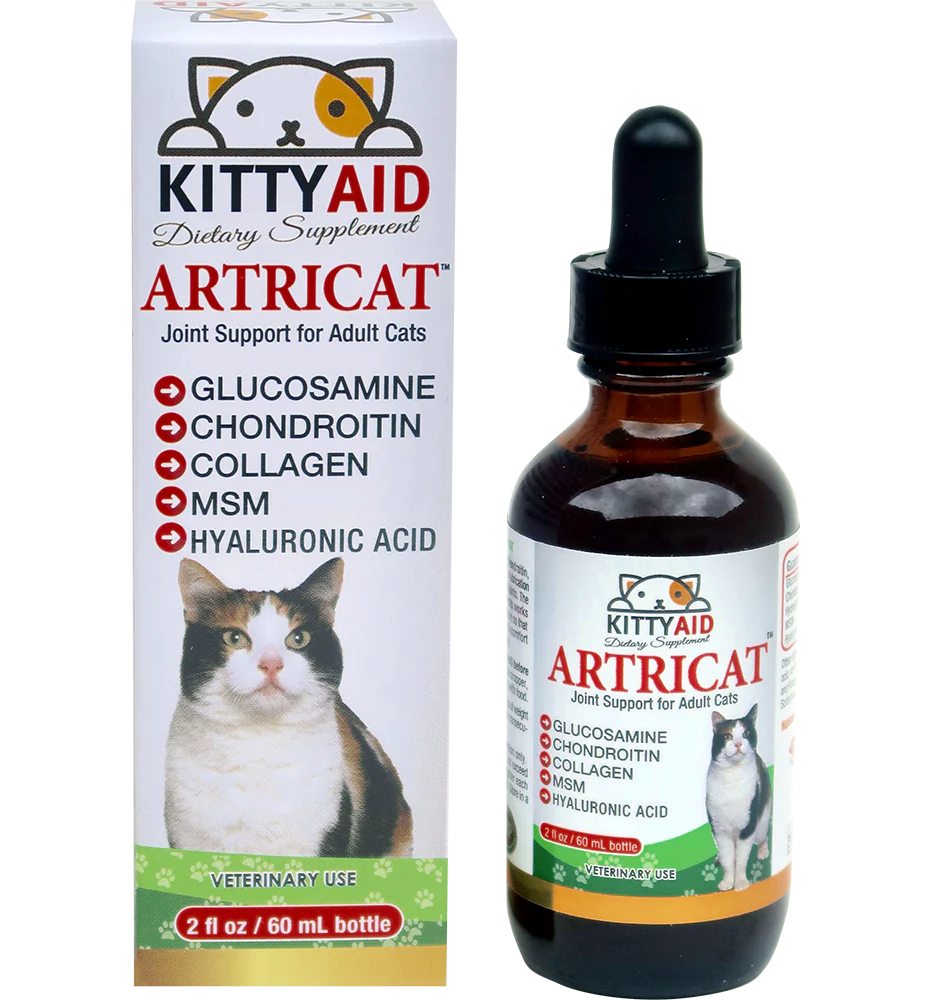 KITTYAID
KITTYAID
Dietary Supplement
ARTRICAT™
Joint Support for Adult Cats
GLUCOSAMINE
CHONDROITIN
COLLAGEN
MSM
HYALURONIC ACID
VETERINARY USE
2 fl oz / 60 mL bottle
KITTYAID
Dietary Supplement
ARTRICAT™
Joint Support for Adult Cats
GLUCOSAMINE
CHONDROITIN
COLLAGEN
MSM
HYALURONIC ACID
2 fl oz / 60 mL bottle
VETERINARY USE